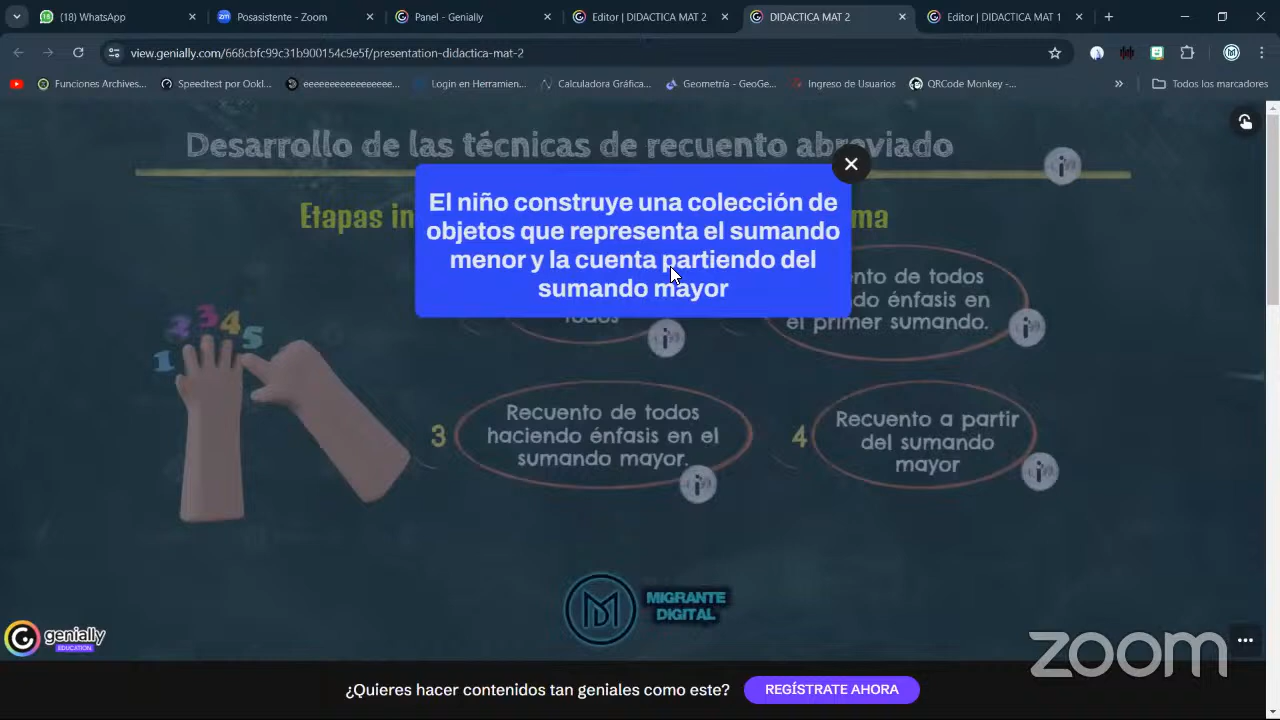 (18) WhatsApp
Posasistente - Zoom
Panel - Genially
Editor | DIDACTICA MAT 2
DIDACTICA MAT 2
Editor | DIDACTICA MAT 1
view.genially.com/668cbfc99c31b900154c9e5f/presentation-didactica-mat-2
Funciones Archives...
Speedtest por Ookl...
eeeeeeeeeeeeeeee...
Login en Herramien...
Calculadora Gráfica...
Geometría - GeoGe...
Ingreso de Usuarios
QRCode Monkey -...
»
Todos los marcadores
Desarrollo de las técnicas de recuento abreviado
Etapas in
ma
El niño construye una colección de
objetos que representa el sumando
menor y la cuenta partiendo del
sumando mayor
todos
nto de todos
do énfasis en
el primer sumando.
1 2 3 4 5
3
Recuento de todos
haciendo énfasis en el
sumando mayor.
4
Recuento a partir
del sumando
mayor
MIGRANTE
DIGITAL
genially
EDUCATION
zoom
¿Quieres hacer contenidos tan geniales como este?
REGÍSTRATE AHORA